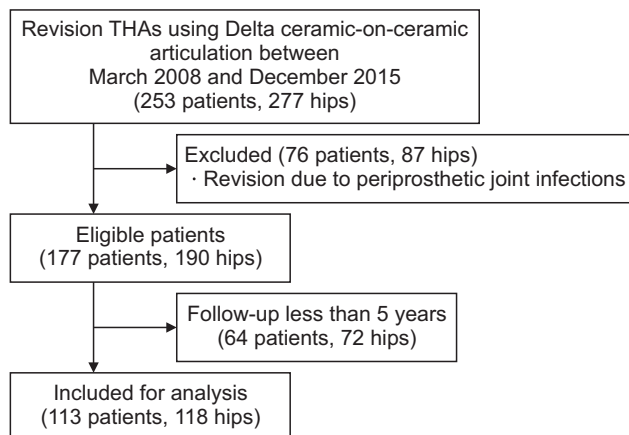 Revision THAs using Delta ceramic-on-ceramic
articulation between
March 2008 and December 2015
(253 patients, 277 hips)
Excluded (76 patients, 87 hips)
· Revision due to periprosthetic joint infections
Eligible patients
(177 patients, 190 hips)
Follow-up less than 5 years
(64 patients, 72 hips)
Included for analysis
(113 patients, 118 hips)